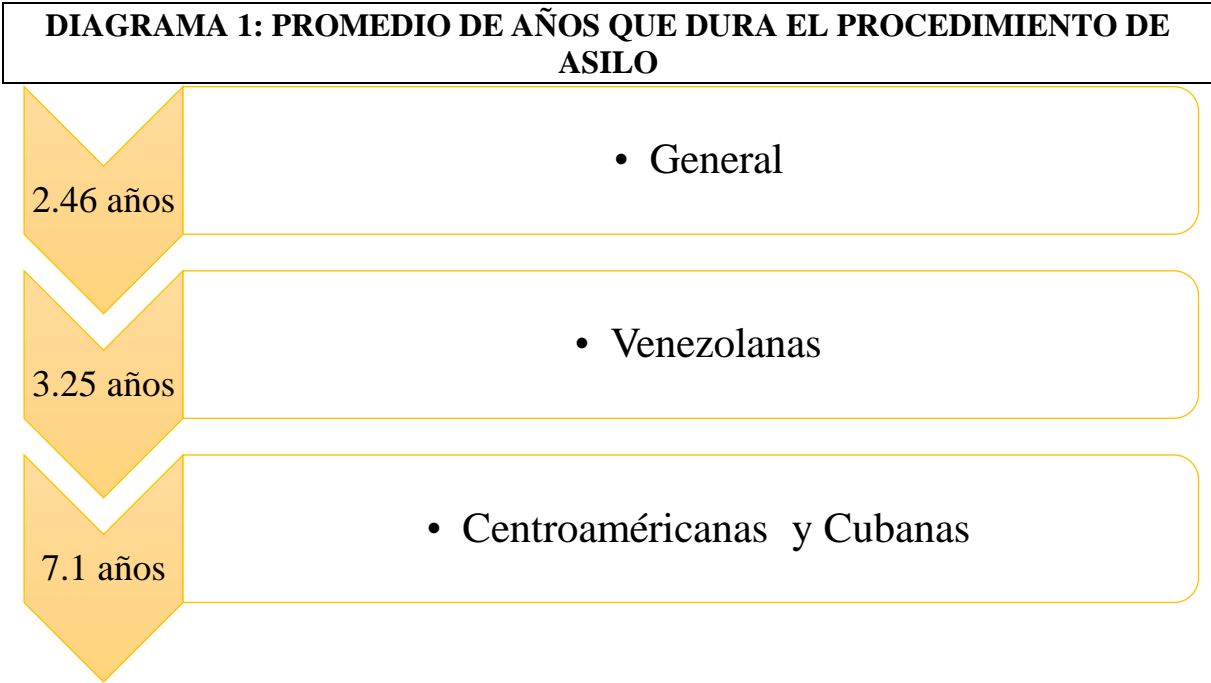 DIAGRAMA 1: PROMEDIO DE AÑOS QUE DURA EL PROCEDIMIENTO DE
ASILO
2.46 años
• General
3.25 años
• Venezolanas
7.1 años
• Centroaméricanas y Cubanas